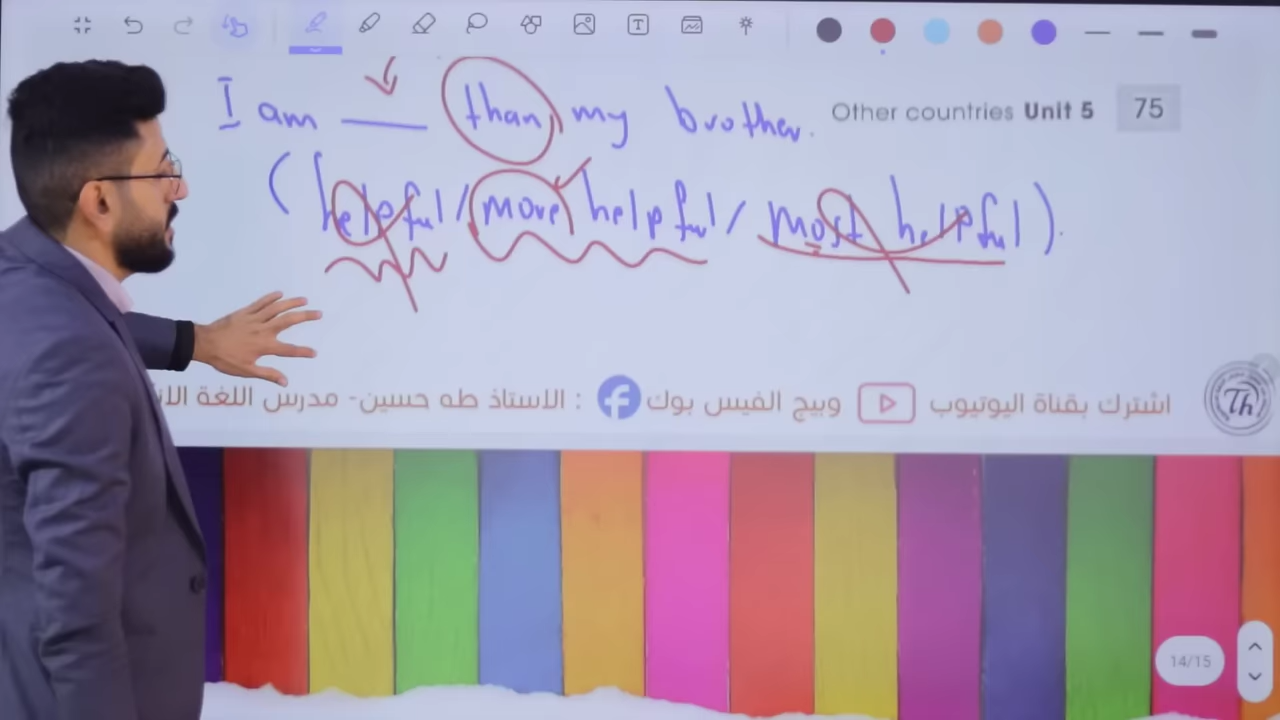 I am ___ than my brother.
Other countries Unit 5 75
(helpful/more helpful/most helpful).
اشترك بقناة اليوتيوب وبيج الفيس بوك : الاستاذ طه حسين- مدرس اللغة
Th
14/15